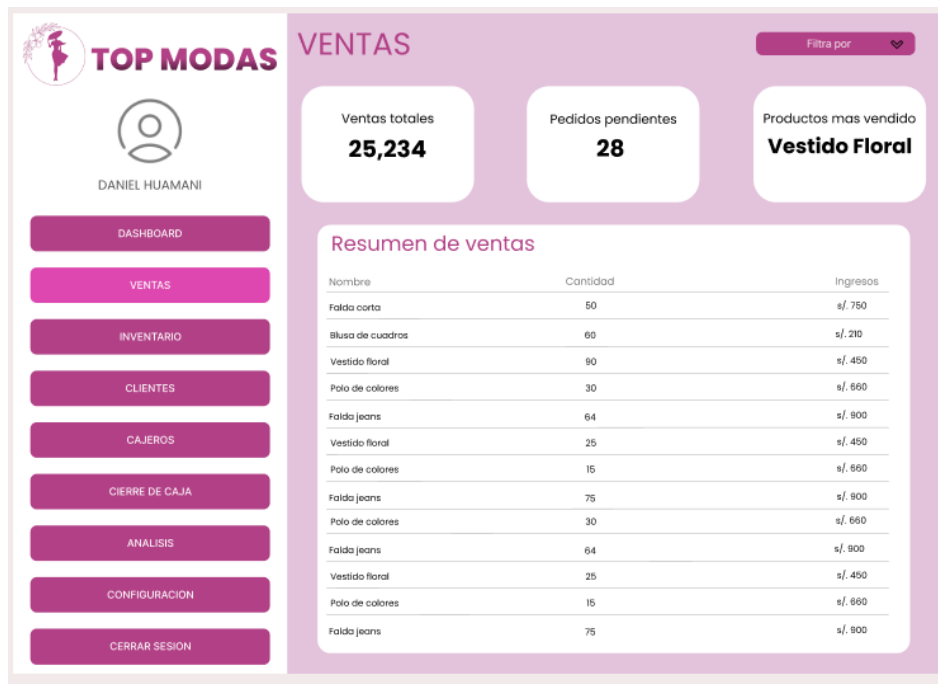 TOP MODAS
DANIEL HUAMANI
DASHBOARD
VENTAS
INVENTARIO
CLIENTES
CAJEROS
CIERRE DE CAJA
ANALISIS
CONFIGURACION
CERRAR SESION
VENTAS
Filtra por
Ventas totales
25,234
Pedidos pendientes
28
Productos mas vendido
Vestido Floral
Resumen de ventas
Nombre Cantidad Ingresos
Falda corta 50 s/. 750
Blusa de cuadros 60 s/. 210
Vestido floral 90 s/. 450
Polo de colores 30 s/. 660
Falda jeans 64 s/. 900
Vestido floral 25 s/. 450
Polo de colores 15 s/. 660
Falda jeans 75 s/. 900
Polo de colores 30 s/. 660
Falda jeans 64 s/. 900
Vestido floral 25 s/. 450
Polo de colores 15 s/. 660
Falda jeans 75 s/. 900